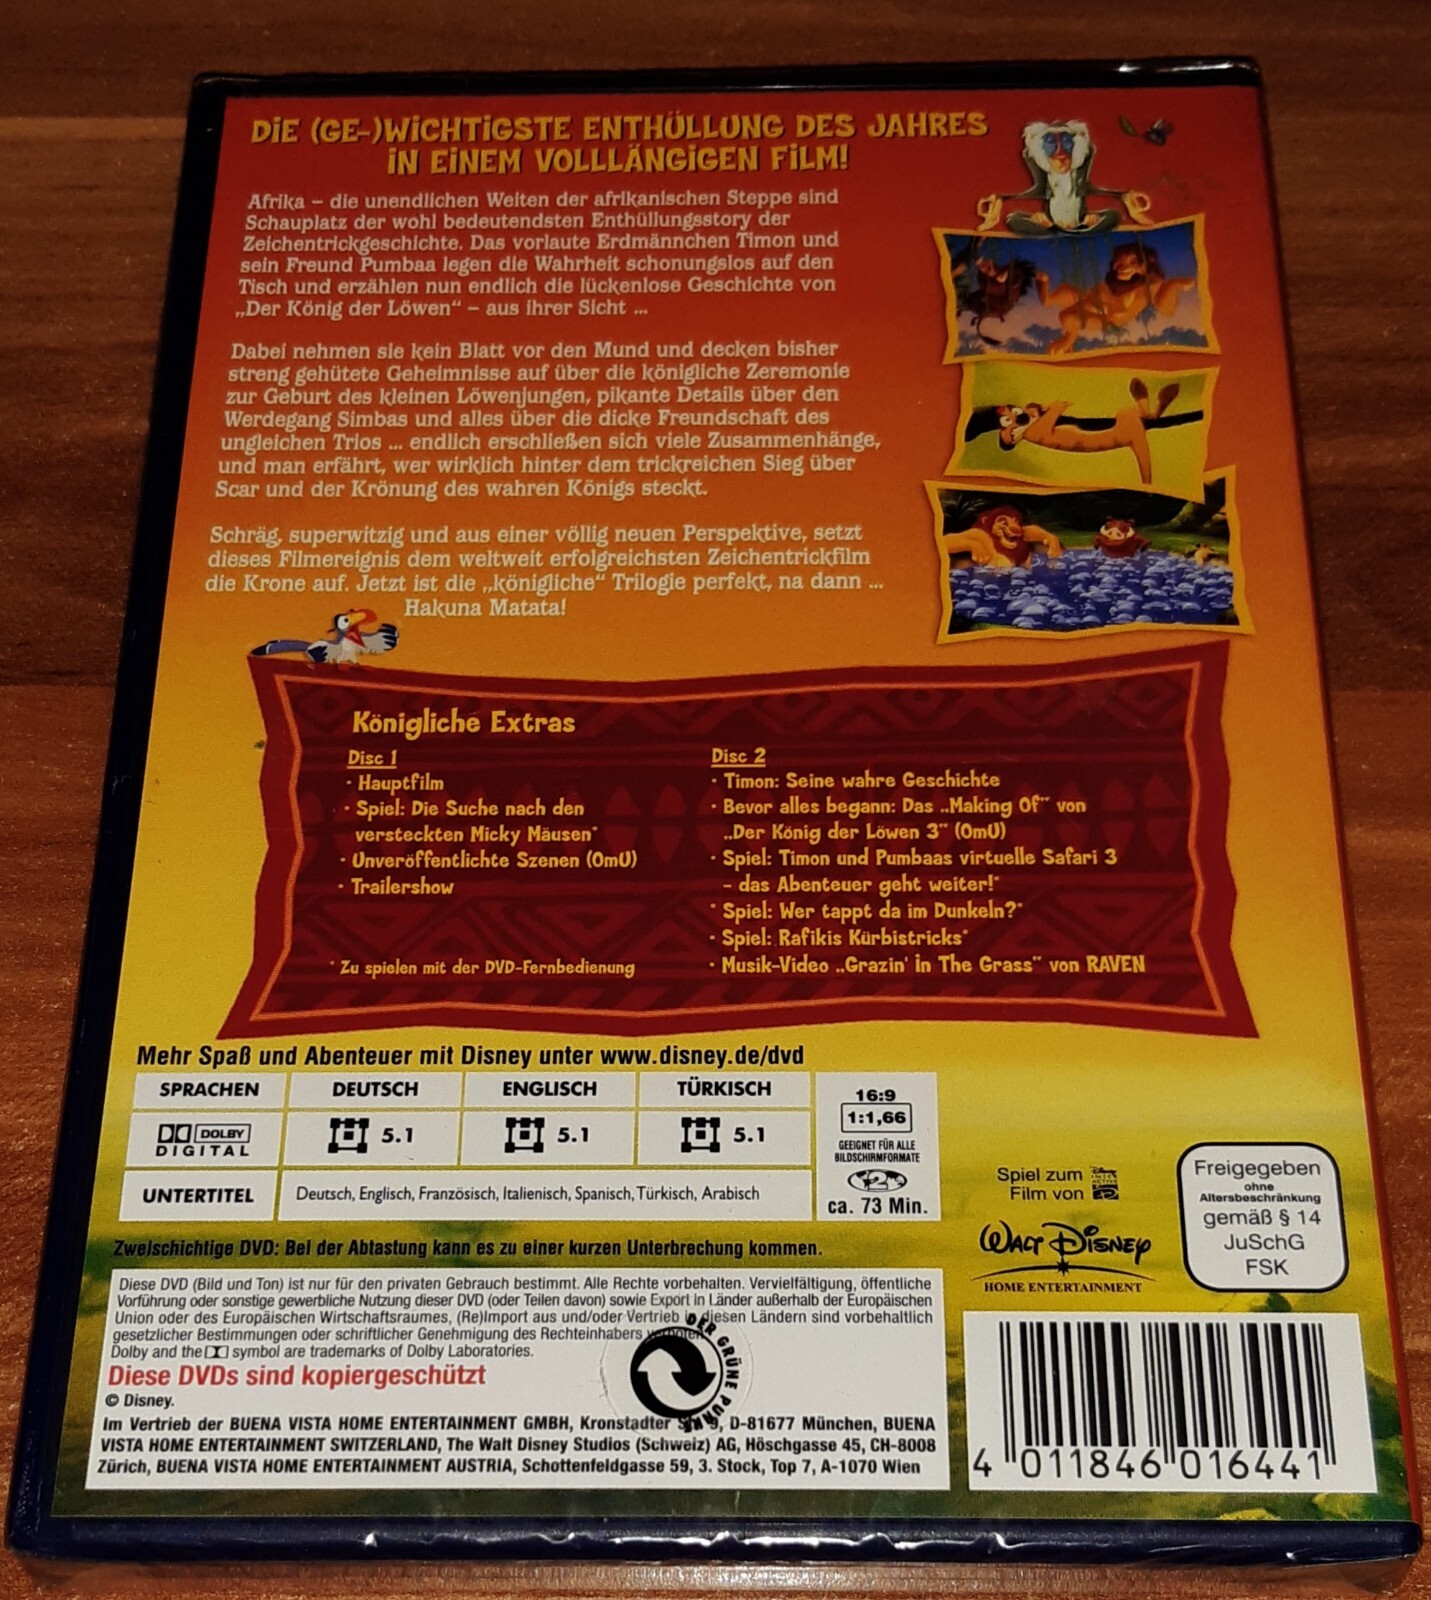 DiE (GE-)WiCHTiGSTE ENTHÜLLUNG DES JAHRES
iN EiNEM VOLLLÄNGiGEN FiLM!
Afrika – die unendlichen Weiten der afrikanischen Steppe sind
Schauplatz der wohl bedeutendsten Enthüllungsstory der
Zeichentrickgeschichte. Das vorlaute Erdmännchen Timon und
sein Freund Pumbaa legen die Wahrheit schonungslos auf den
Tisch und erzählen nun endlich die lückenlose Geschichte von
„Der König der Löwen“ – aus ihrer Sicht ...
Dabei nehmen sie kein Blatt vor den Mund und decken bisher
streng gehütete Geheimnisse auf über die königliche Zeremonie
zur Geburt des kleinen Löwenjungen, pikante Details über den
Werdegang Simbas und alles über die dicke Freundschaft des
ungleichen Trios ... endlich erschließen sich viele Zusammenhänge,
und man erfährt, wer wirklich hinter dem trickreichen Sieg über
Scar und der Krönung des wahren Königs steckt.
Schräg, superwitzig und aus einer völlig neuen Perspektive, setzt
dieses Filmereignis dem weltweit erfolgreichsten Zeichentrickfilm
die Krone auf. Jetzt ist die „königliche“ Trilogie perfekt, na dann ...
Hakuna Matata!
Königliche Extras
Disc 1
· Hauptfilm
· Spiel: Die Suche nach den
versteckten Micky Mäusen*
· Unveröffentlichte Szenen (OmU)
· Trailershow
* Zu spielen mit der DVD-Fernbedienung
Disc 2
· Timon: Seine wahre Geschichte
· Bevor alles begann: Das „Making Of“ von
„Der König der Löwen 3“ (OmU)
· Spiel: Timon und Pumbaas virtuelle Safari 3
– das Abenteuer geht weiter!*
· Spiel: Wer tappt da im Dunkeln?*
· Spiel: Rafikis Kürbistricks*
· Musik-Video „Grazin' in The Grass“ von RAVEN
Mehr Spaß und Abenteuer mit Disney unter www.disney.de/dvd
SPRACHEN DEUTSCH ENGLISCH TÜRKISCH
DOLBY DIGITAL 5.1 5.1 5.1
UNTERTITEL Deutsch, Englisch, Französisch, Italienisch, Spanisch, Türkisch, Arabisch
16:9
1:1,66
GEEIGNET FÜR ALLE
BILDSCHIRMFORMATE
2
ca. 73 Min.
Zweischichtige DVD: Bei der Abtastung kann es zu einer kurzen Unterbrechung kommen.
Spiel zum
Film von
Disney INTERACTIVE
WALT DISNEY
HOME ENTERTAINMENT
Freigegeben
ohne
Altersbeschränkung
gemäß § 14
JuSchG
FSK
Diese DVD (Bild und Ton) ist nur für den privaten Gebrauch bestimmt. Alle Rechte vorbehalten. Vervielfältigung, öffentliche
Vorführung oder sonstige gewerbliche Nutzung dieser DVD (oder Teilen davon) sowie Export in Länder außerhalb der Europäischen
Union oder des Europäischen Wirtschaftsraumes, (Re)Import aus und/oder Vertrieb in diesen Ländern sind vorbehaltlich
gesetzlicher Bestimmungen oder schriftlicher Genehmigung des Rechteinhabers verboten.
Dolby and the symbol are trademarks of Dolby Laboratories.
Diese DVDs sind kopiergeschützt
© Disney.
Im Vertrieb der BUENA VISTA HOME ENTERTAINMENT GMBH, Kronstadter 9, D-81677 München, BUENA
VISTA HOME ENTERTAINMENT SWITZERLAND, The Walt Disney Studios (Schweiz) AG, Höschgasse 45, CH-8008
Zürich, BUENA VISTA HOME ENTERTAINMENT AUSTRIA, Schottenfeldgasse 59, 3. Stock, Top 7, A-1070 Wien
DER GRÜNE PUNKT
4 011846 016441